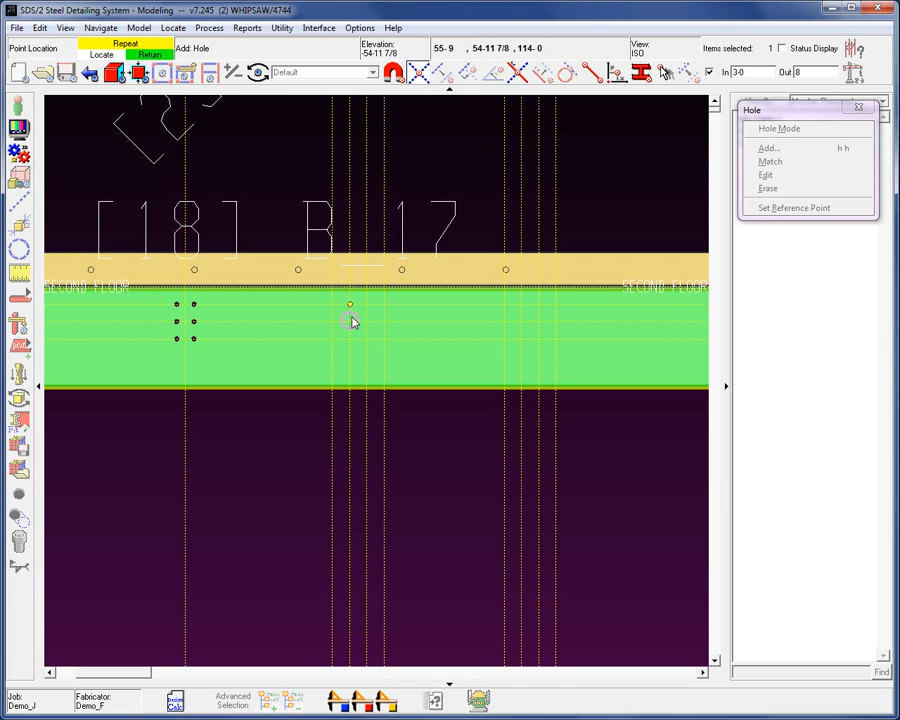 SDS/2 Steel Detailing System - Modeling -- v7.245 (2) WHIPSAW/4744
File Edit View Navigate Model Locate Process Reports Utility Interface Options Help
Point Location
Repeat
Locate
Return
Add: Hole
Elevation:
54-11 7/8
55- 9 , 54-11 7/8 , 114- 0
View:
ISO
Items selected: 1
Status Display
Default
In 3-0
Out 8
Hole
Hole Mode
Add... h h
Match
Edit
Erase
Set Reference Point
[18] B_17
SECOND FLOOR
SECOND FLOOR
Find
Job:
Demo_J
Fabricator:
Demo_F
Design
Calc
Advanced
Selection